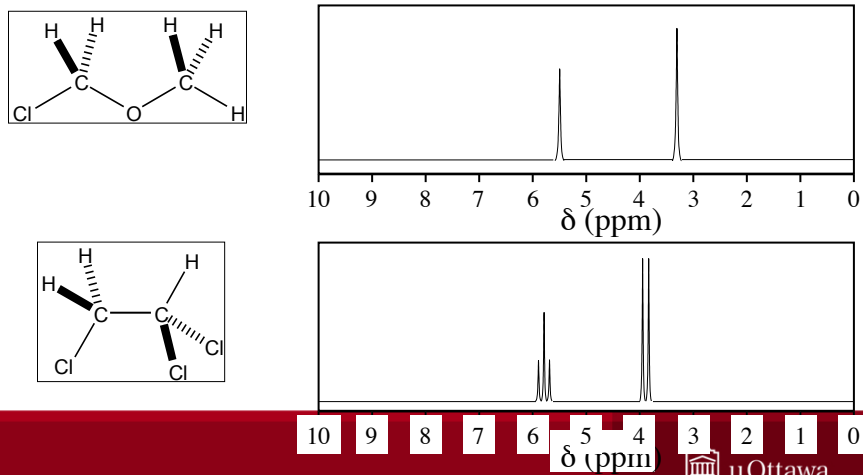 H H H H
C C
Cl O H
10 9 8 7 6 5 4 3 2 1 0
δ (ppm)
H H
H
C C
Cl Cl
Cl
10 9 8 7 6 5 4 3 2 1 0
δ (ppm)
uOttawa